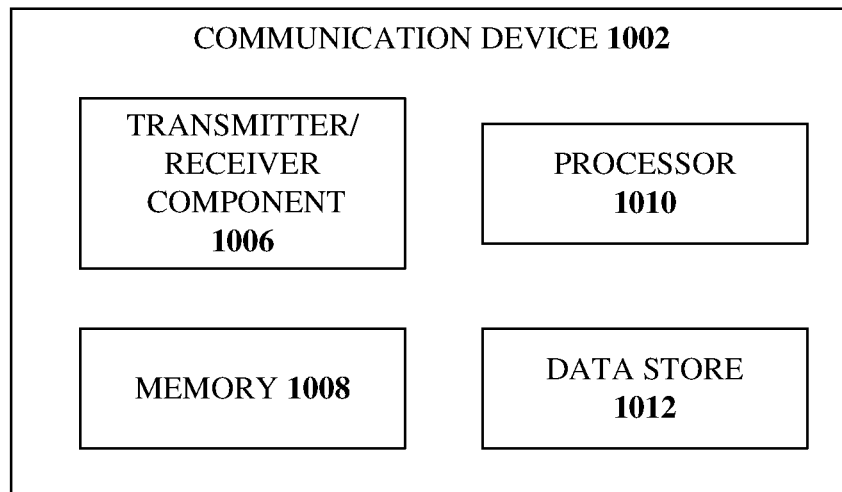 COMMUNICATION DEVICE 1002
TRANSMITTER/
RECEIVER
COMPONENT
1006
PROCESSOR
1010
MEMORY 1008
DATA STORE
1012